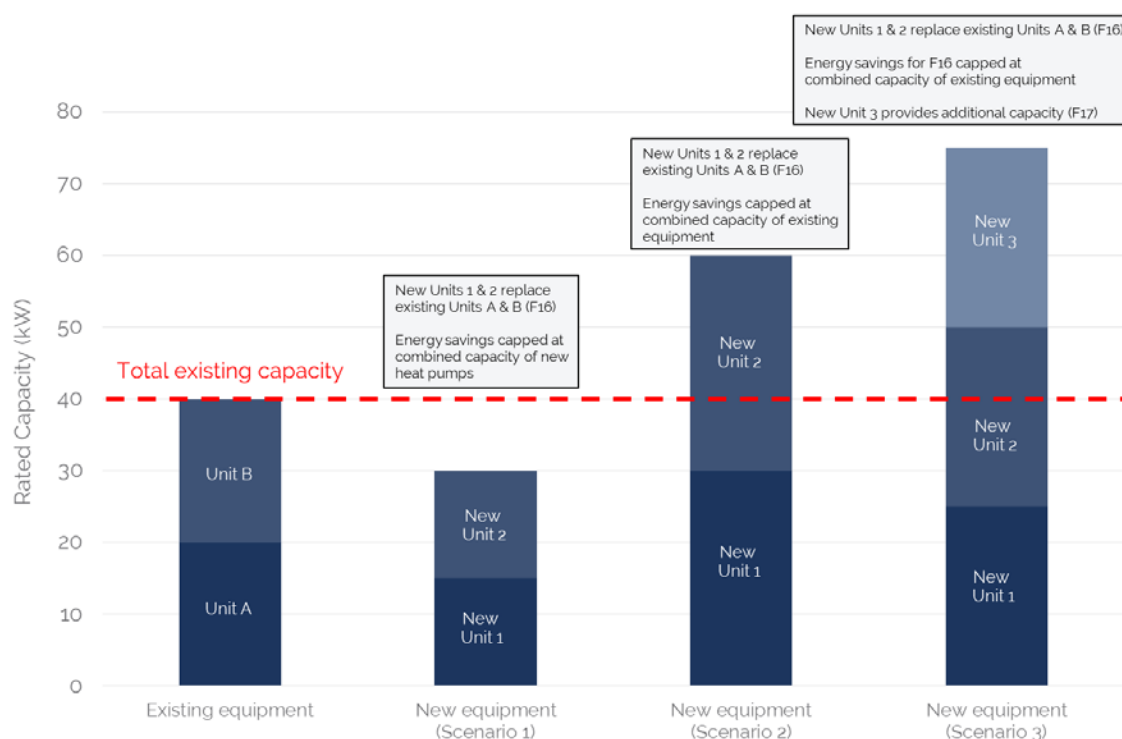 New Units 1 & 2 replace existing Units A & B (F16)
Energy savings for F16 capped at
combined capacity of existing equipment
New Unit 3 provides additional capacity (F17)
New Units 1 & 2 replace
existing Units A & B (F16)
Energy savings capped at
combined capacity of existing
equipment
New Units 1 & 2 replace
existing Units A & B (F16)
Energy savings capped at
combined capacity of new
heat pumps
Total existing capacity
Rated Capacity (kW)
80
70
60
50
40
30
20
10
0
Unit B
Unit A
New
Unit 2
New
Unit 1
New
Unit 2
New
Unit 1
New
Unit 3
New
Unit 2
New
Unit 1
Existing equipment
New equipment
(Scenario 1)
New equipment
(Scenario 2)
New equipment
(Scenario 3)